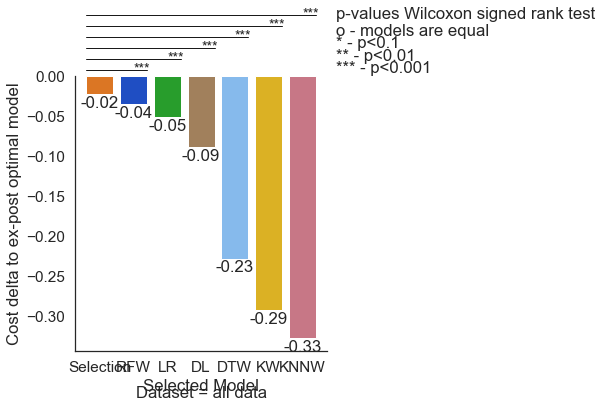 ***
***
***
***
***
***
p-values Wilcoxon signed rank test
o - models are equal
* - p<0.1
** - p<0.01
*** - p<0.001
Cost delta to ex-post optimal model
0.00
−0.05
−0.10
−0.15
−0.20
−0.25
−0.30
-0.02
-0.04
-0.05
-0.09
-0.23
-0.29
-0.33
Selection RFW LR DL DTW KW KNNW
Selected Model
Dataset = all data